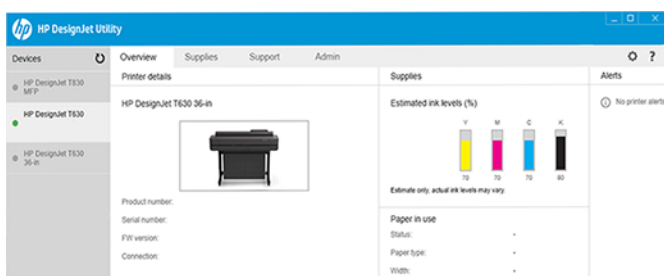 hp HP DesignJet Utility
Devices
Overview Supplies Support Admin ?
HP DesignJet T830
MFP
HP DesignJet T630
HP DesignJet T830
36-in
Printer details
HP DesignJet T630 36-in
Product number:
Serial number:
FW version:
Connection:
Supplies
Estimated ink levels (%)
Y M C K
70 70 70 80
Estimate only, actual ink levels may vary.
Paper in use
Status: -
Paper type: -
Width: -
Alerts
No printer alerts